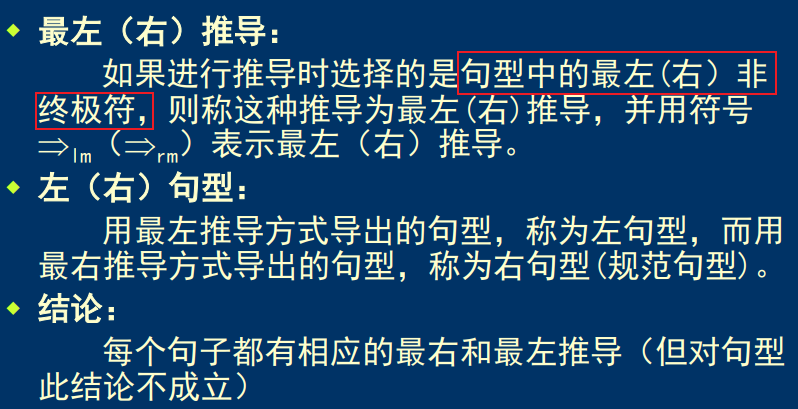 最左（右）推导：
如果进行推导时选择的是句型中的最左(右）非
终极符，则称这种推导为最左(右)推导，并用符号
⇒lm（⇒rm）表示最左（右）推导。
左（右）句型：
用最左推导方式导出的句型，称为左句型，而用
最右推导方式导出的句型，称为右句型(规范句型)。
结论：
每个句子都有相应的最右和最左推导（但对句型
此结论不成立）